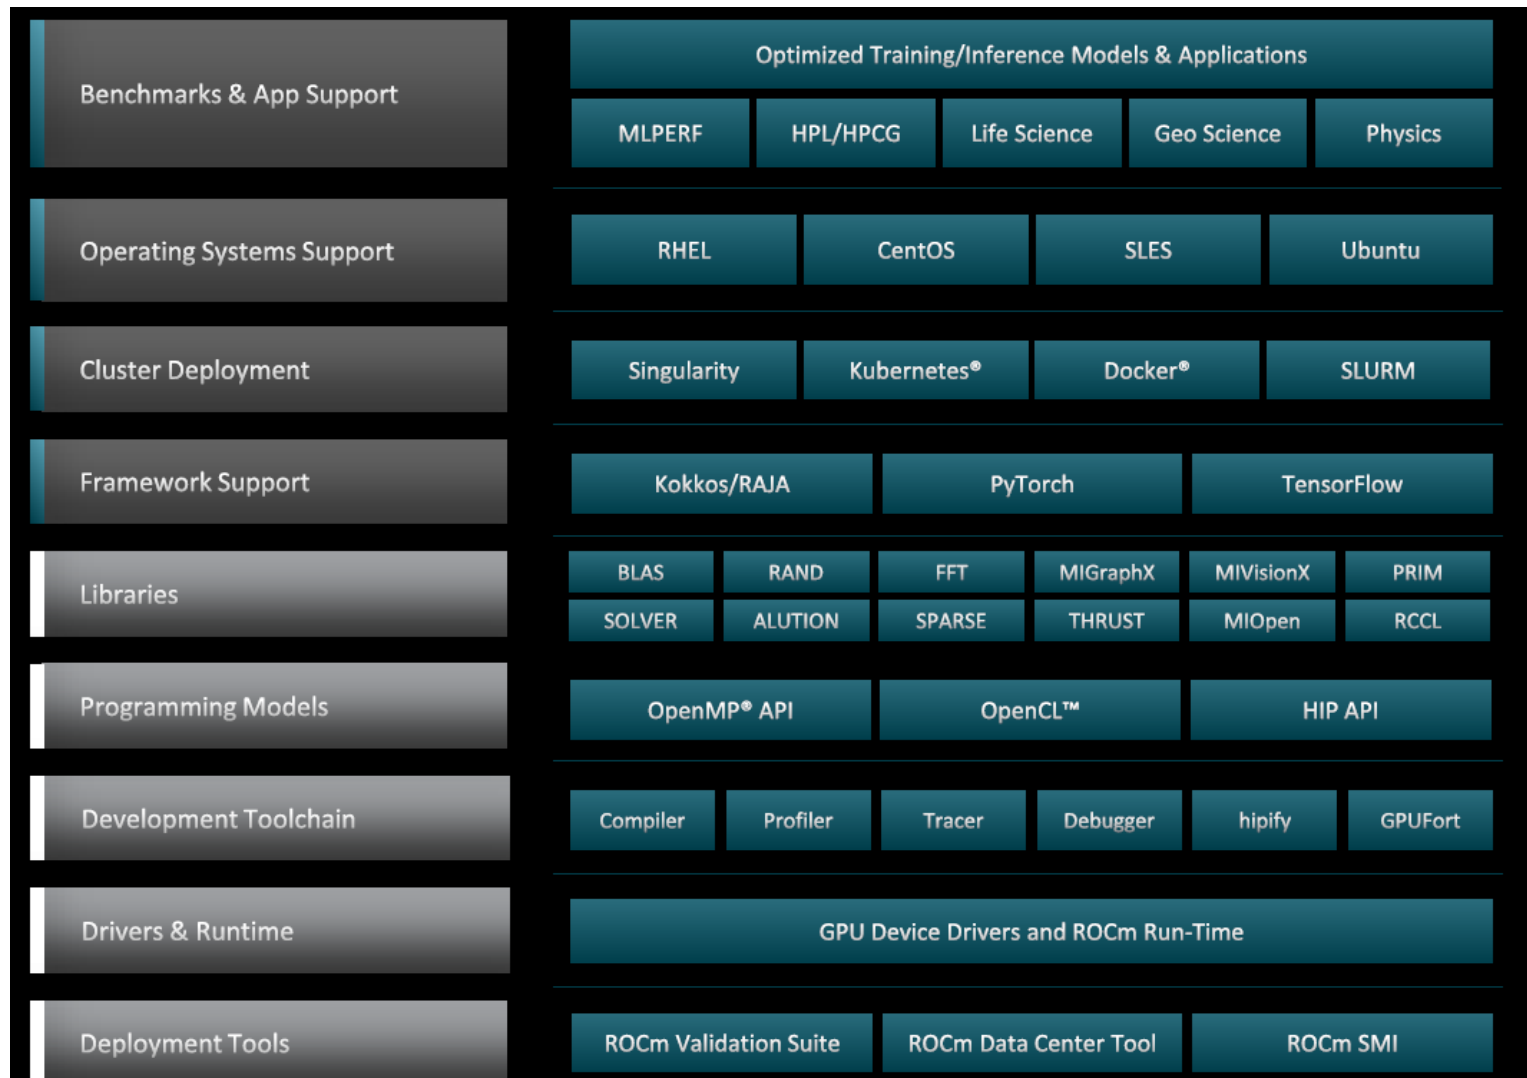 Benchmarks & App Support
Optimized Training/Inference Models & Applications
MLPERF
HPL/HPCG
Life Science
Geo Science
Physics
Operating Systems Support
RHEL
CentOS
SLES
Ubuntu
Cluster Deployment
Singularity
Kubernetes®
Docker®
SLURM
Framework Support
Kokkos/RAJA
PyTorch
TensorFlow
Libraries
BLAS
RAND
FFT
MIGraphX
MIVisionX
PRIM
SOLVER
ALUTION
SPARSE
THRUST
MIOpen
RCCL
Programming Models
OpenMP® API
OpenCL™
HIP API
Development Toolchain
Compiler
Profiler
Tracer
Debugger
hipify
GPUFort
Drivers & Runtime
GPU Device Drivers and ROCm Run-Time
Deployment Tools
ROCm Validation Suite
ROCm Data Center Tool
ROCm SMI